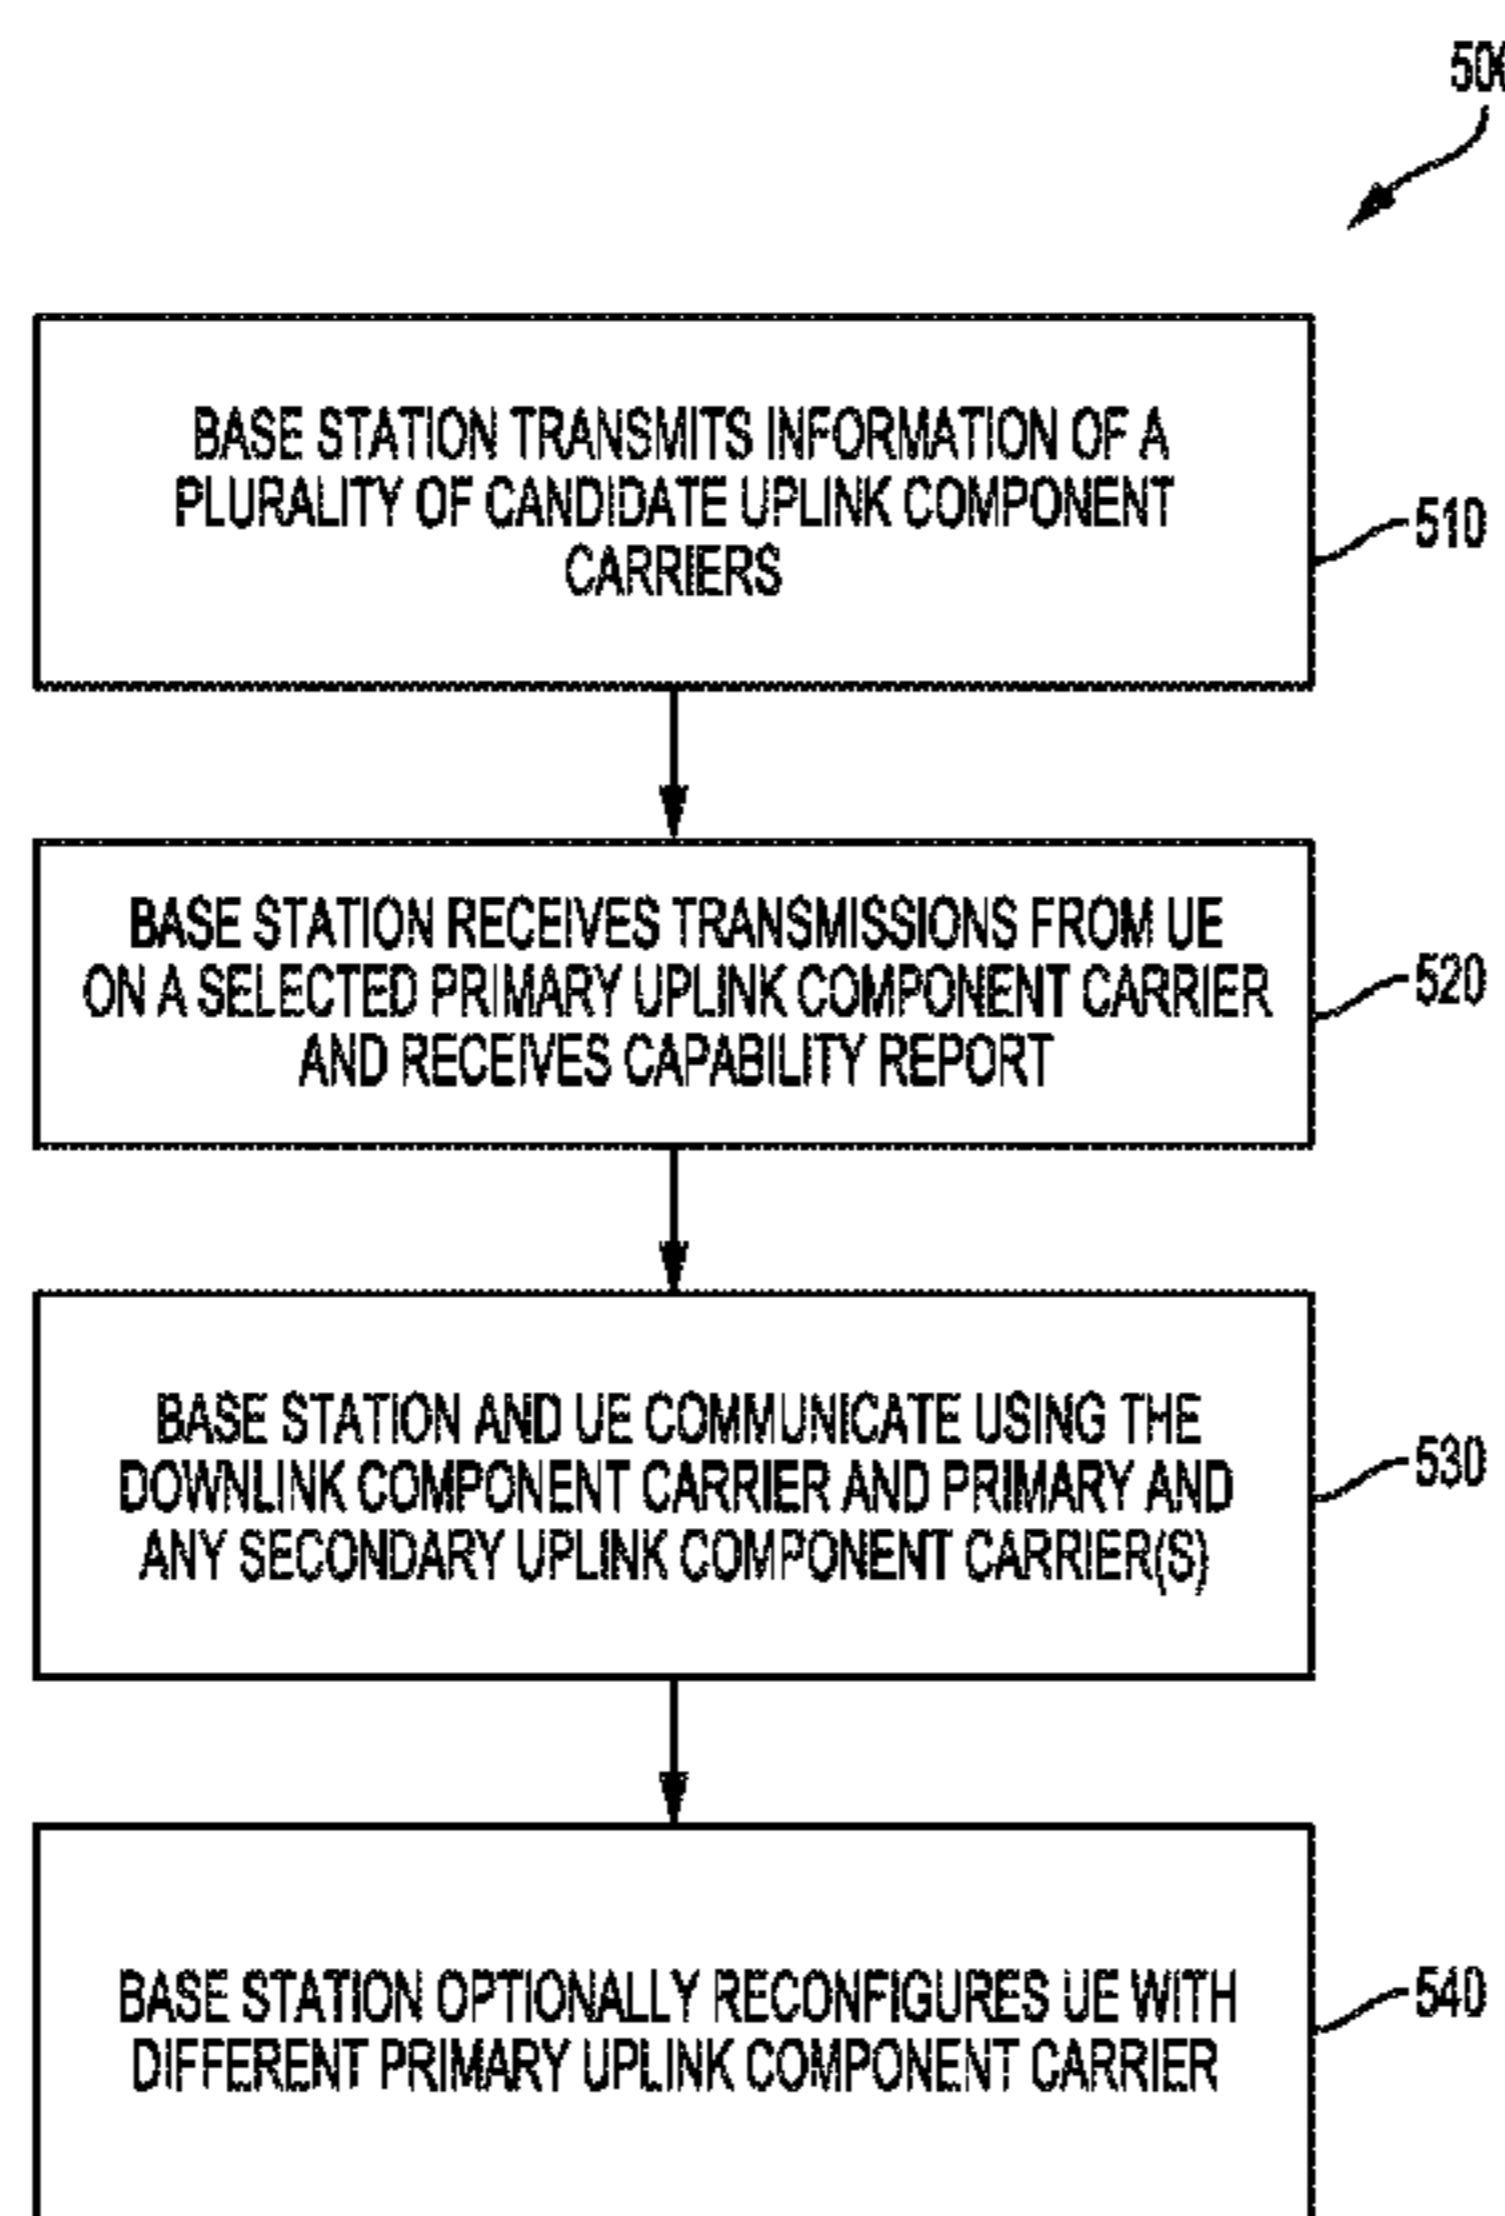 500
BASE STATION TRANSMITS INFORMATION OF A
PLURALITY OF CANDIDATE UPLINK COMPONENT
CARRIERS
510
BASE STATION RECEIVES TRANSMISSIONS FROM UE
ON A SELECTED PRIMARY UPLINK COMPONENT CARRIER
AND RECEIVES CAPABILITY REPORT
520
BASE STATION AND UE COMMUNICATE USING THE
DOWNLINK COMPONENT CARRIER AND PRIMARY AND
ANY SECONDARY UPLINK COMPONENT CARRIER(S)
530
BASE STATION OPTIONALLY RECONFIGURES UE WITH
DIFFERENT PRIMARY UPLINK COMPONENT CARRIER
540